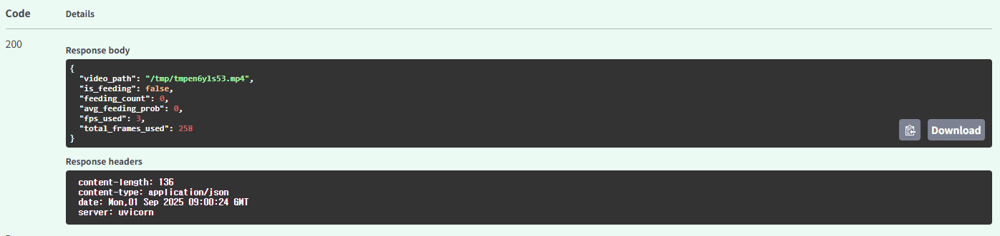 Code Details
200
Response body
{
"video_path": "/tmp/tmpen6yls53.mp4",
"is_feeding": false,
"feeding_count": 0,
"avg_feeding_prob": 0,
"fps_used": 3,
"total_frames_used": 258
}
Download
Response headers
content-length: 136
content-type: application/json
date: Mon,01 Sep 2025 09:00:24 GMT
server: uvicorn